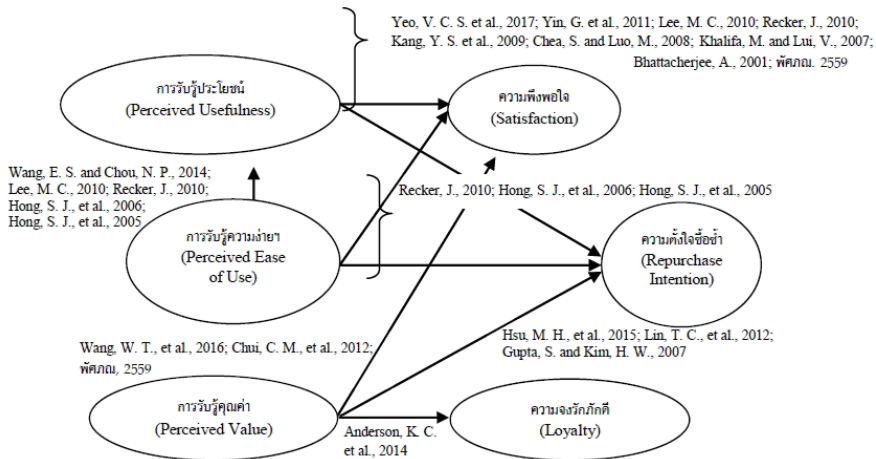 Yeo, V. C. S. et al., 2017; Yin, G. et al., 2011; Lee, M. C., 2010; Recker, J., 2010;
Kang, Y. S. et al., 2009; Chea, S. and Luo, M., 2008; Khalifa, M. and Lui, V., 2007;
Bhattacherjee, A., 2001; พัศภณ. 2559
การรับรู้ประโยชน์
(Perceived Usefulness)
ความพึงพอใจ
(Satisfaction)
Wang, E. S. and Chou, N. P., 2014;
Lee, M. C., 2010; Recker, J., 2010;
Hong, S. J., et al., 2006;
Hong, S. J., et al., 2005
Recker, J., 2010; Hong, S. J., et al., 2006; Hong, S. J., et al., 2005
การรับรู้ความง่ายฯ
(Perceived Ease
of Use)
ความตั้งใจซื้อซ้ำ
(Repurchase
Intention)
Wang, W. T., et al., 2016; Chui, C. M., et al., 2012;
พัศภณ, 2559
Hsu, M. H., et al., 2015; Lin, T. C., et al., 2012;
Gupta, S. and Kim, H. W., 2007
การรับรู้คุณค่า
(Perceived Value)
ความจงรักภักดี
(Loyalty)
Anderson, K. C.
et al., 2014